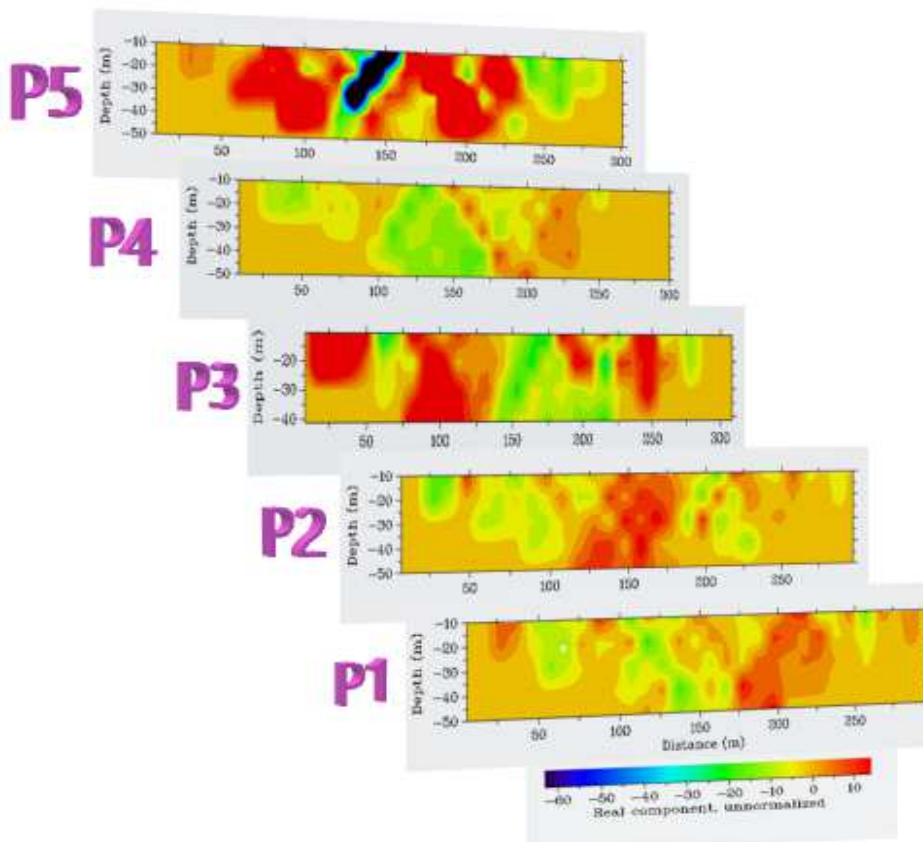 P5
Depth (m)
-10
-20
-30
-40
-50
50 100 150 200 250 300
P4
Depth (m)
-10
-20
-30
-40
-50
50 100 150 200 250 300
P3
Depth (m)
-20
-30
-40
50 100 150 200 250 300
P2
Depth (m)
-10
-20
-30
-40
-50
50 100 150 200 250
P1
Depth (m)
-10
-20
-30
-40
-50
50 100 150 200 250
Distance (m)
-60 -50 -40 -30 -20 -10 0 10
Real component, unnormalized